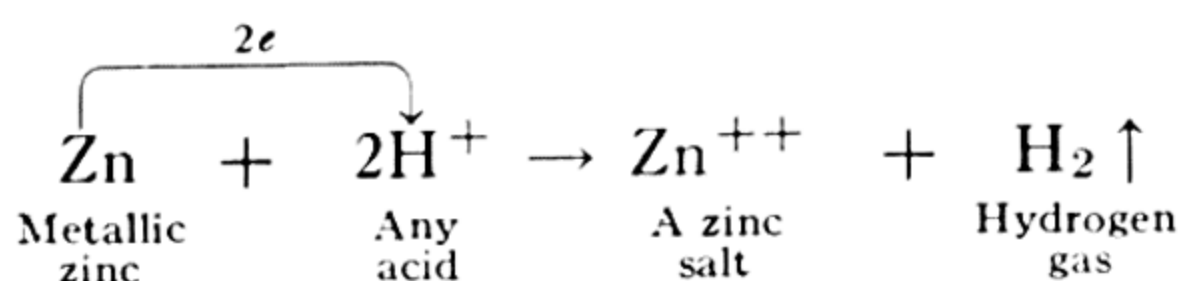 2e
Zn + 2H⁺ → Zn⁺⁺ + H₂ ↑
Metallic Any A zinc Hydrogen
zinc acid salt gas